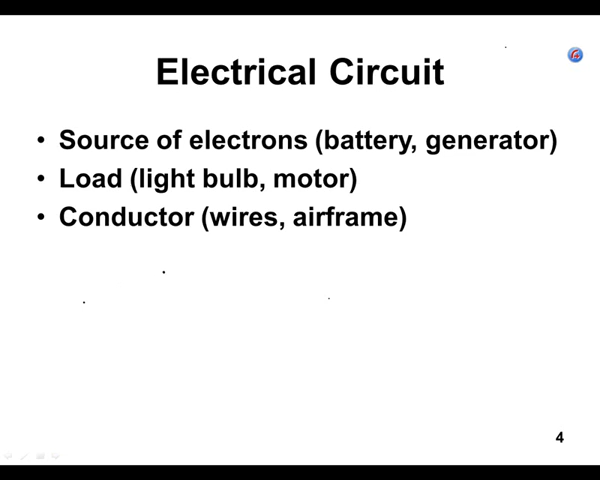 Electrical Circuit
• Source of electrons (battery, generator)
• Load (light bulb, motor)
• Conductor (wires, airframe)
4